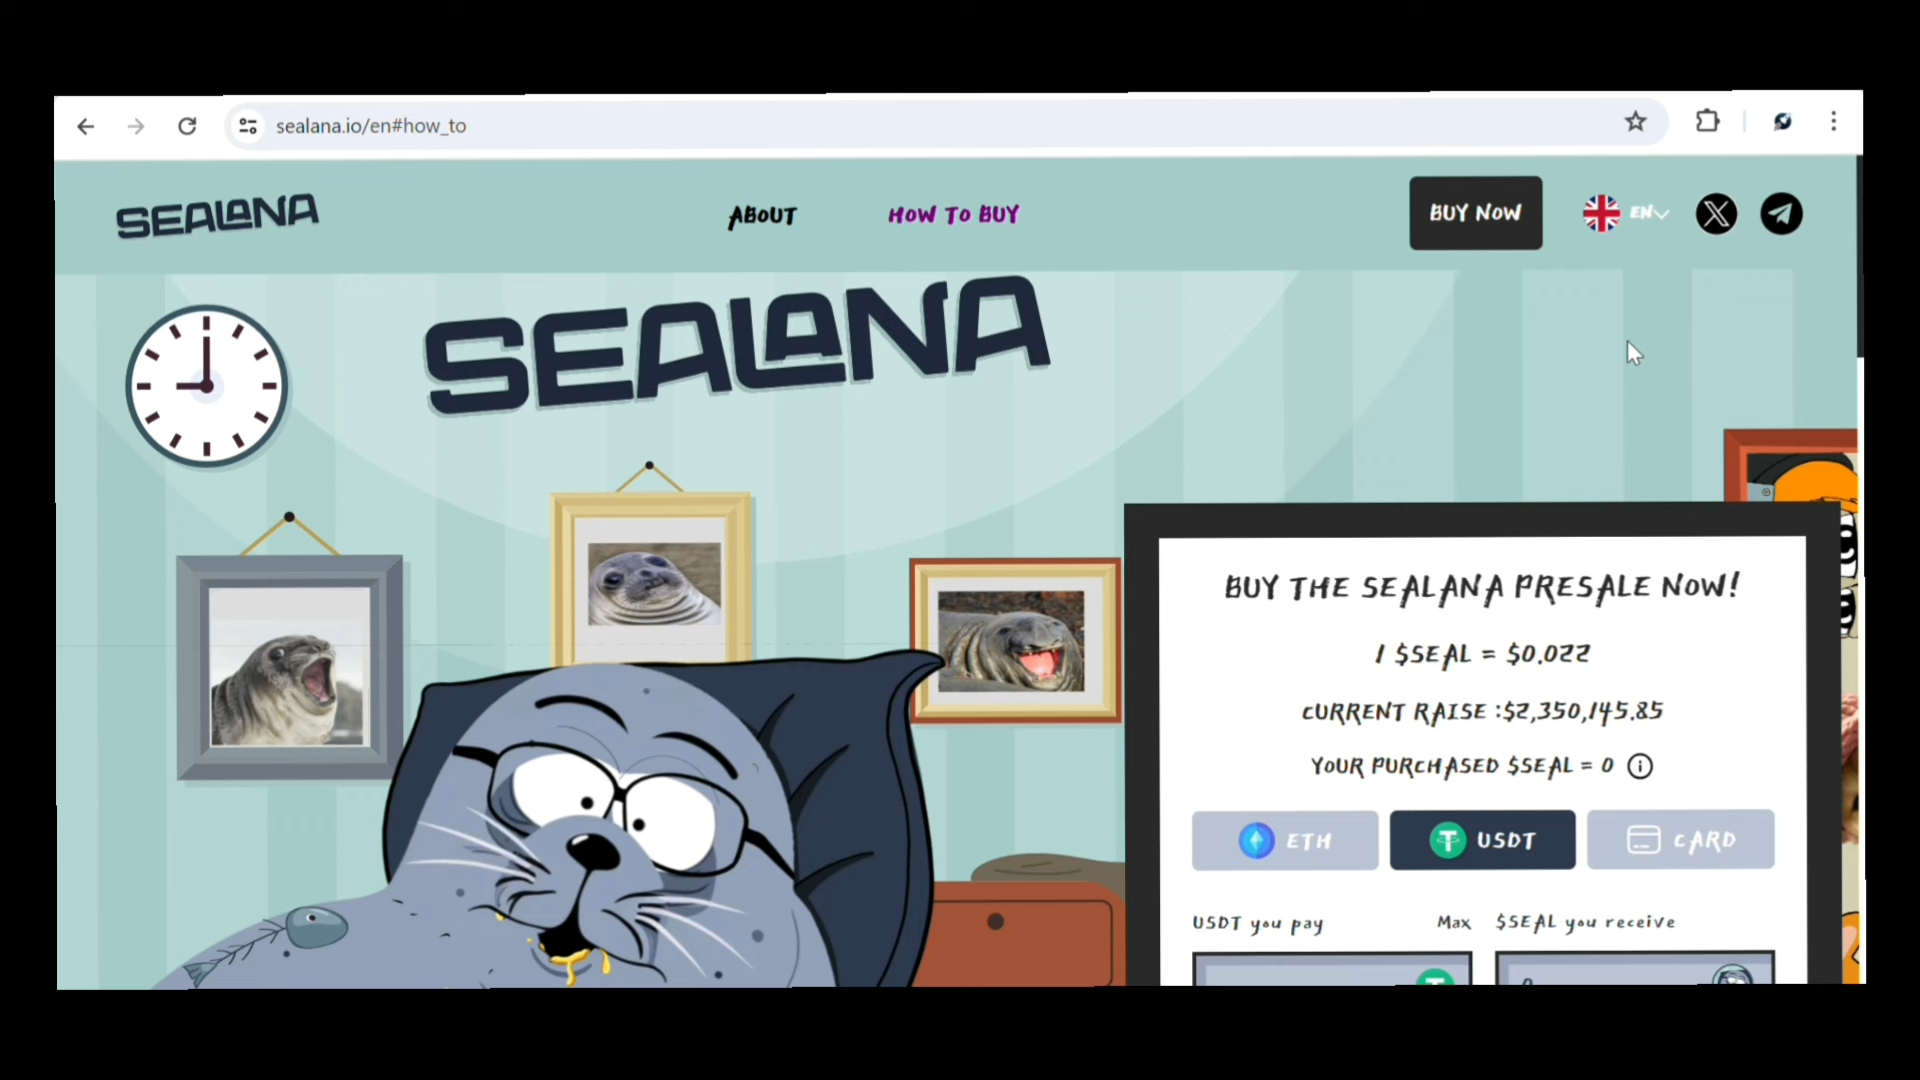 sealana.io/en#how_to
SEALANA
ABOUT
HOW TO BUY
BUY NOW
EN
SEALANA
BUY THE SEALANA PRESALE NOW!
1 $SEAL = $0.022
CURRENT RAISE :$2,350,145.85
YOUR PURCHASED $SEAL = 0
ETH
USDT
CARD
USDT you pay
Max
$SEAL you receive
0